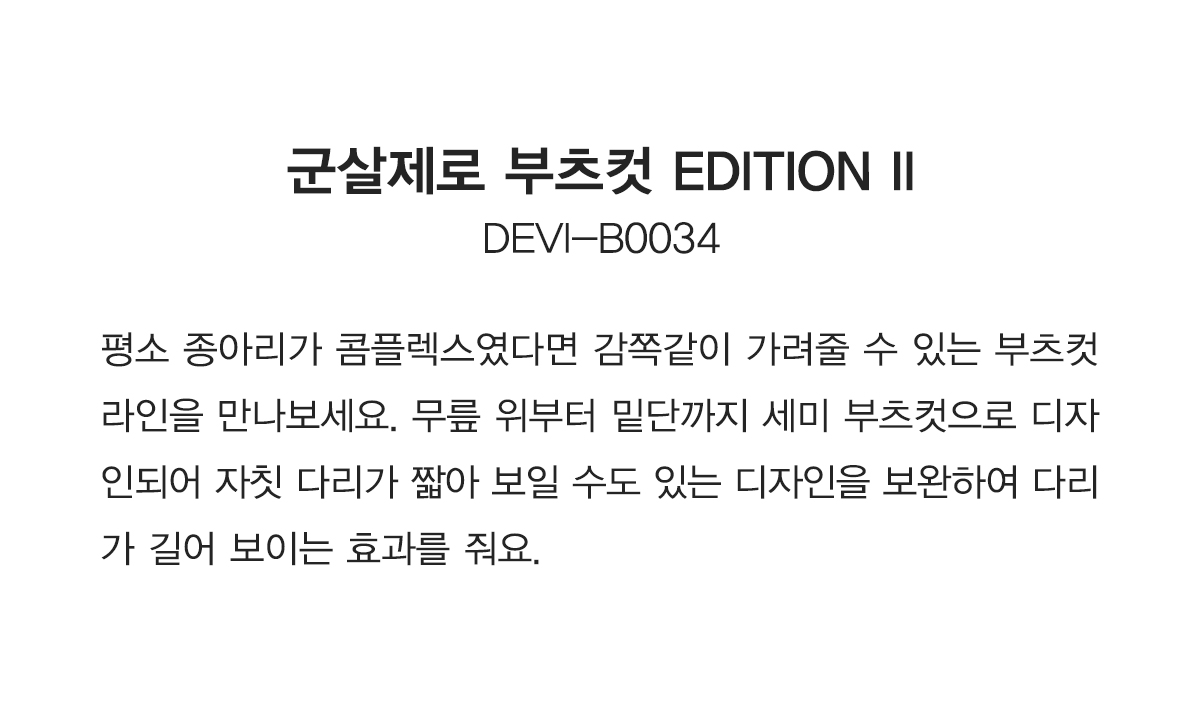 군살제로 부츠컷 EDITION II
DEVI-B0034
평소 종아리가 콤플렉스였다면 감쪽같이 가려줄 수 있는 부츠컷
라인을 만나보세요. 무릎 위부터 밑단까지 세미 부츠컷으로 디자
인되어 자칫 다리가 짧아 보일 수도 있는 디자인을 보완하여 다리
가 길어 보이는 효과를 줘요.